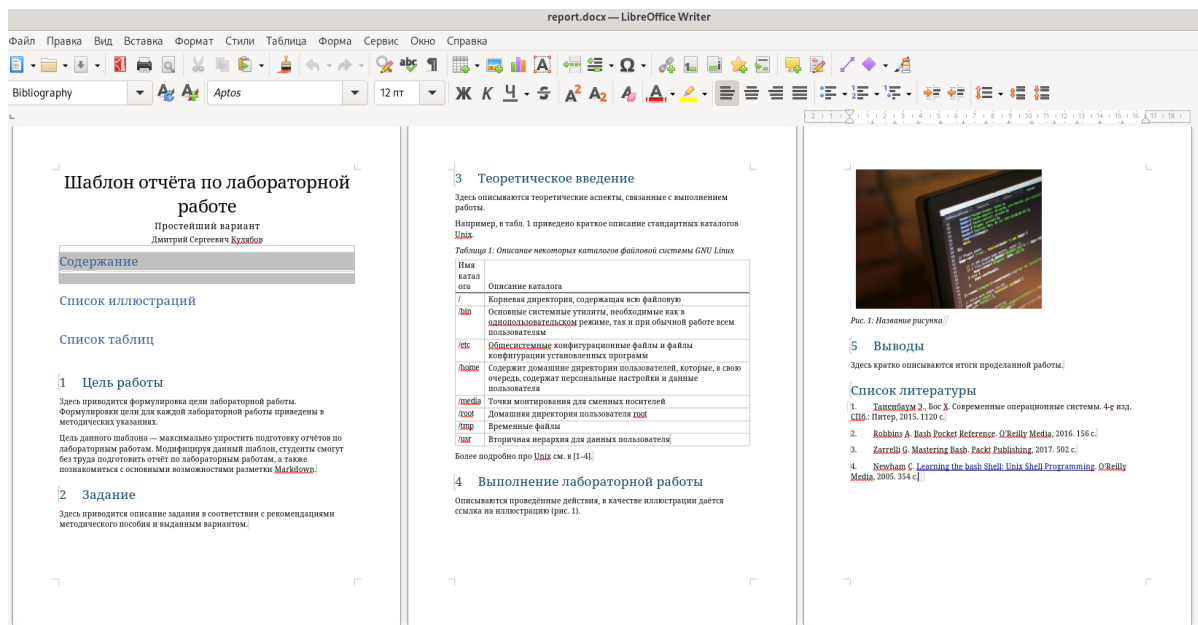 report.docx — LibreOffice Writer
Файл Правка Вид Вставка Формат Стили Таблица Форма Сервис Окно Справка
Bibliography Aptos 12 пт
Шаблон отчёта по лабораторной
работе
Простейший вариант
Дмитрий Сергеевич Кулябов
Содержание
Список иллюстраций
Список таблиц
1 Цель работы
Здесь приводится формулировка цели лабораторной работы.
Формулировки цели для каждой лабораторной работы приведены в
методических указаниях.
Цель данного шаблона — максимально упростить подготовку отчётов по
лабораторным работам. Модифицируя данный шаблон, студенты смогут
без труда подготовить отчёт по лабораторным работам, а также
познакомиться с основными возможностями разметки Markdown.
2 Задание
Здесь приводится описание задания в соответствии с рекомендациями
методического пособия и выданным вариантом.
3 Теоретическое введение
Здесь описываются теоретические аспекты, связанные с выполнением
работы.
Например, в табл. 1 приведено краткое описание стандартных каталогов
Unix.
Таблица 1: Описание некоторых каталогов файловой системы GNU Linux
Имя
катал
ога Описание каталога
/ Корневая директория, содержащая всю файловую
/bin Основные системные утилиты, необходимые как в
однопользовательском режиме, так и при обычной работе всем
пользователям
/etc Общесистемные конфигурационные файлы и файлы
конфигурации установленных программ
/home Содержит домашние директории пользователей, которые, в свою
очередь, содержат персональные настройки и данные
пользователя
/media Точки монтирования для сменных носителей
/root Домашняя директория пользователя root
/tmp Временные файлы
/usr Вторичная иерархия для данных пользователя
Более подробно про Unix см. в [1–4].
4 Выполнение лабораторной работы
Описываются проведённые действия, в качестве иллюстрации даётся
ссылка на иллюстрацию (рис. 1).
Рис. 1: Название рисунка
5 Выводы
Здесь кратко описываются итоги проделанной работы.
Список литературы
1. Таненбаум Э., Бос Х. Современные операционные системы. 4-е изд.
СПб.: Питер, 2015. 1120 с.
2. Robbins A. Bash Pocket Reference. O'Reilly Media, 2016. 156 с.
3. Zarrelli G. Mastering Bash. Packt Publishing, 2017. 502 с.
4. Newham C. Learning the bash Shell: Unix Shell Programming. O'Reilly
Media, 2005. 354 с.